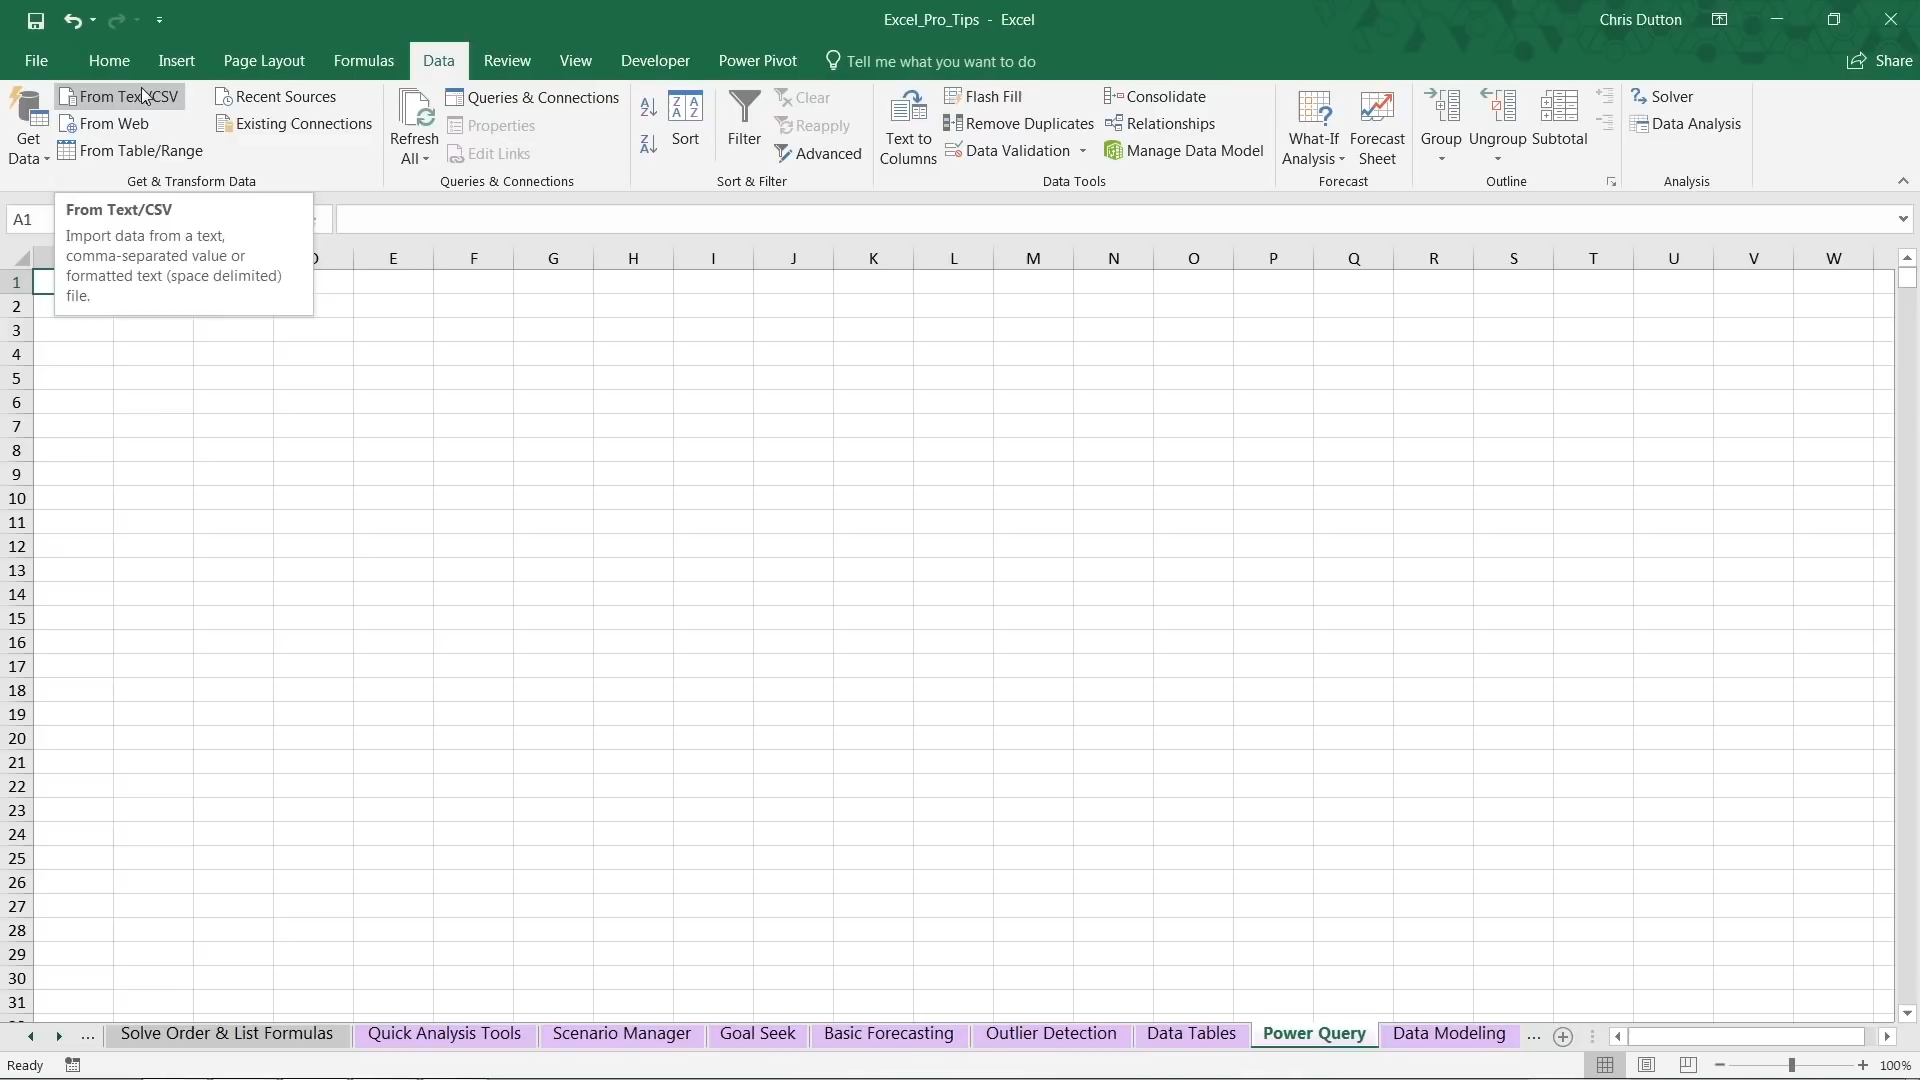 Excel_Pro_Tips - Excel
Chris Dutton
File Home Insert Page Layout Formulas Data Review View Developer Power Pivot Tell me what you want to do Share
Get Data
From Text/CSV
From Web
From Table/Range
Recent Sources
Existing Connections
Get & Transform Data
Refresh All
Queries & Connections
Properties
Edit Links
Queries & Connections
Sort
Filter
Clear
Reapply
Advanced
Sort & Filter
Text to Columns
Flash Fill
Remove Duplicates
Data Validation
Consolidate
Relationships
Manage Data Model
Data Tools
What-If Analysis
Forecast Sheet
Forecast
Group
Ungroup
Subtotal
Outline
Solver
Data Analysis
Analysis
A1
From Text/CSV
Import data from a text,
comma-separated value or
formatted text (space delimited)
file.
E F G H I J K L M N O P Q R S T U V W
1
2
3
4
5
6
7
8
9
10
11
12
13
14
15
16
17
18
19
20
21
22
23
24
25
26
27
28
29
30
31
... Solve Order & List Formulas Quick Analysis Tools Scenario Manager Goal Seek Basic Forecasting Outlier Detection Data Tables Power Query Data Modeling ...
Ready
100%